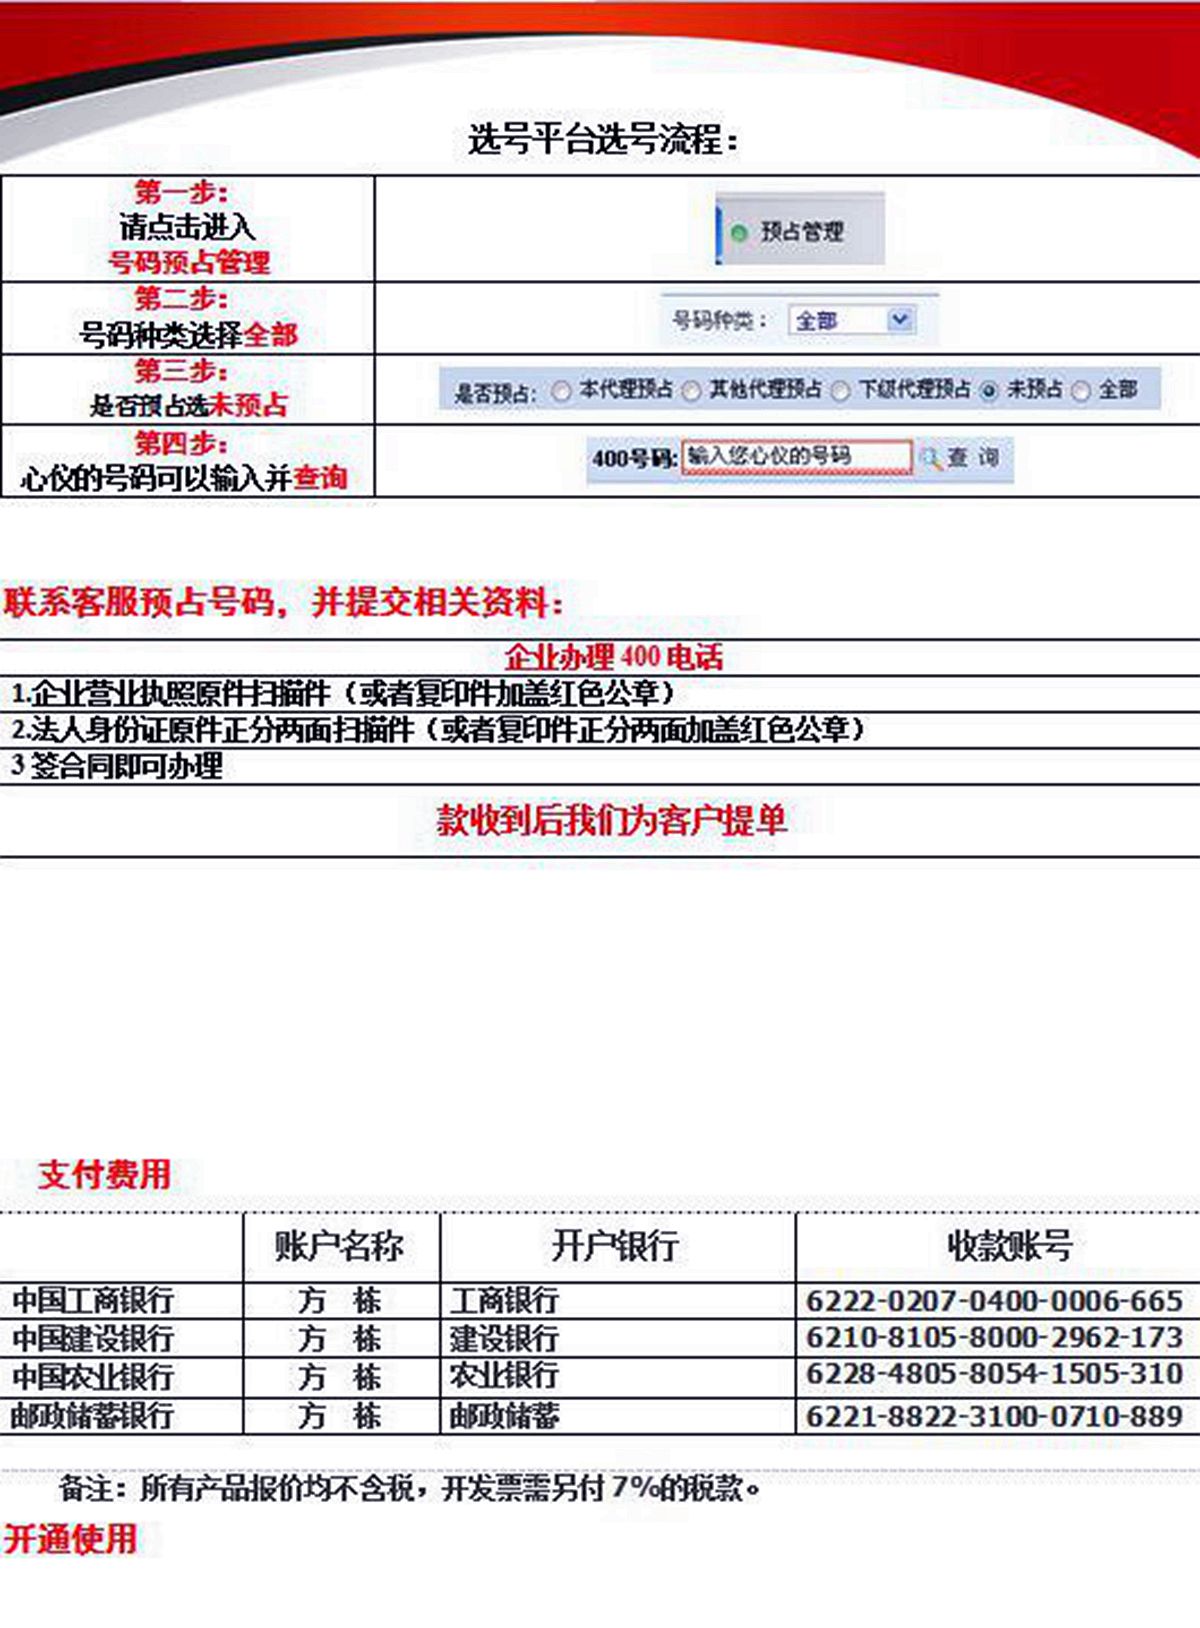 选号平台选号流程：
第一步：
请点击进入
号码预占管理
预占管理
第二步：
号码种类选择全部
号码种类： 全部
第三步：
是否预占选未预占
是否预占: 本代理预占 其他代理预占 下级代理预占 未预占 全部
第四步：
心仪的号码可以输入并查询
400号码: 输入您心仪的号码 查 询
联系客服预占号码，并提交相关资料：
企业办理 400 电话
1.企业营业执照原件扫描件（或者复印件加盖红色公章）
2.法人身份证原件正分两面扫描件（或者复印件正分两面加盖红色公章）
3 签合同即可办理
款收到后我们为客户提单
支付费用
账户名称 开户银行 收款账号
中国工商银行 方 栋 工商银行 6222-0207-0400-0006-665
中国建设银行 方 栋 建设银行 6210-8105-8000-2962-173
中国农业银行 方 栋 农业银行 6228-4805-8054-1505-310
邮政储蓄银行 方 栋 邮政储蓄 6221-8822-3100-0710-889
备注：所有产品报价均不含税，开发票需另付 7%的税款。
开通使用